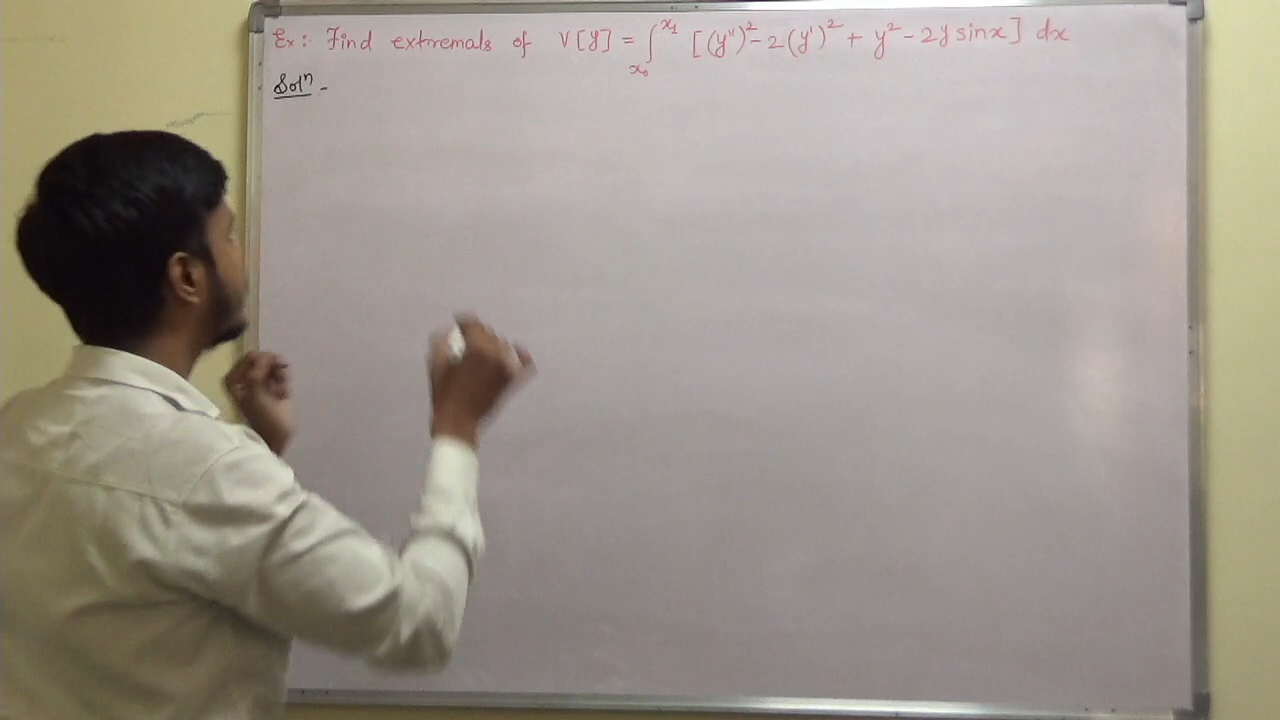 Ex: Find extremals of V[y] = ∫_{x₀}^{x₁} [(y'')² - 2(y')² + y² - 2y sinx] dx
Solⁿ -